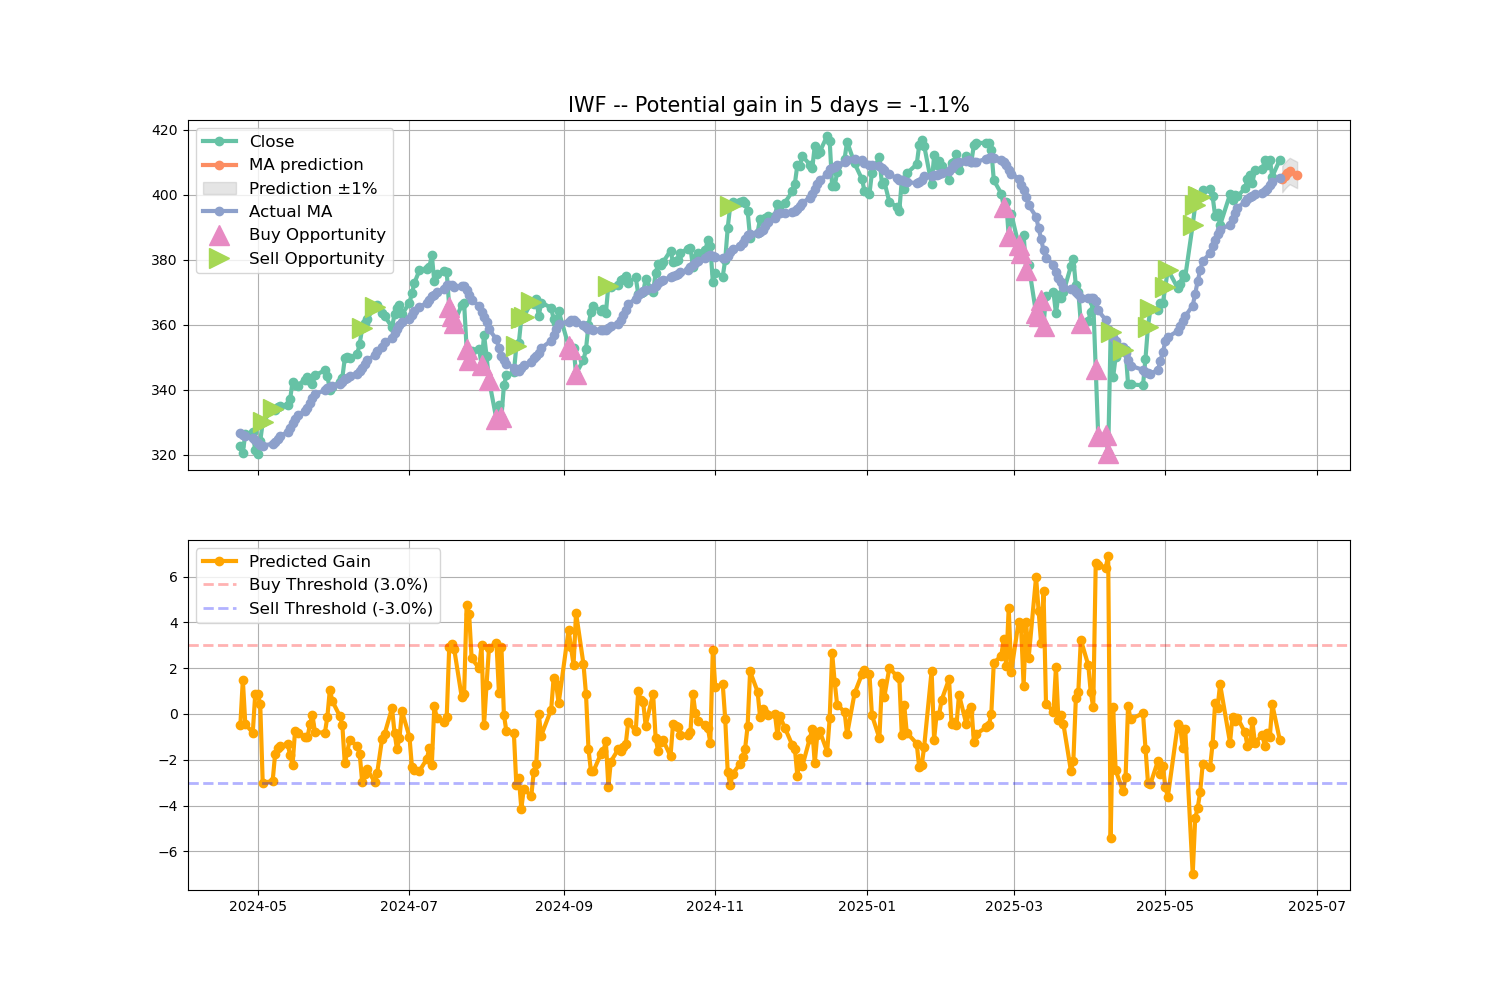 IWF -- Potential gain in 5 days = -1.1%
420
400
380
360
340
320
Close
MA prediction
Prediction ±1%
Actual MA
Buy Opportunity
Sell Opportunity
6
4
2
0
−2
−4
−6
Predicted Gain
Buy Threshold (3.0%)
Sell Threshold (-3.0%)
2024-05
2024-07
2024-09
2024-11
2025-01
2025-03
2025-05
2025-07